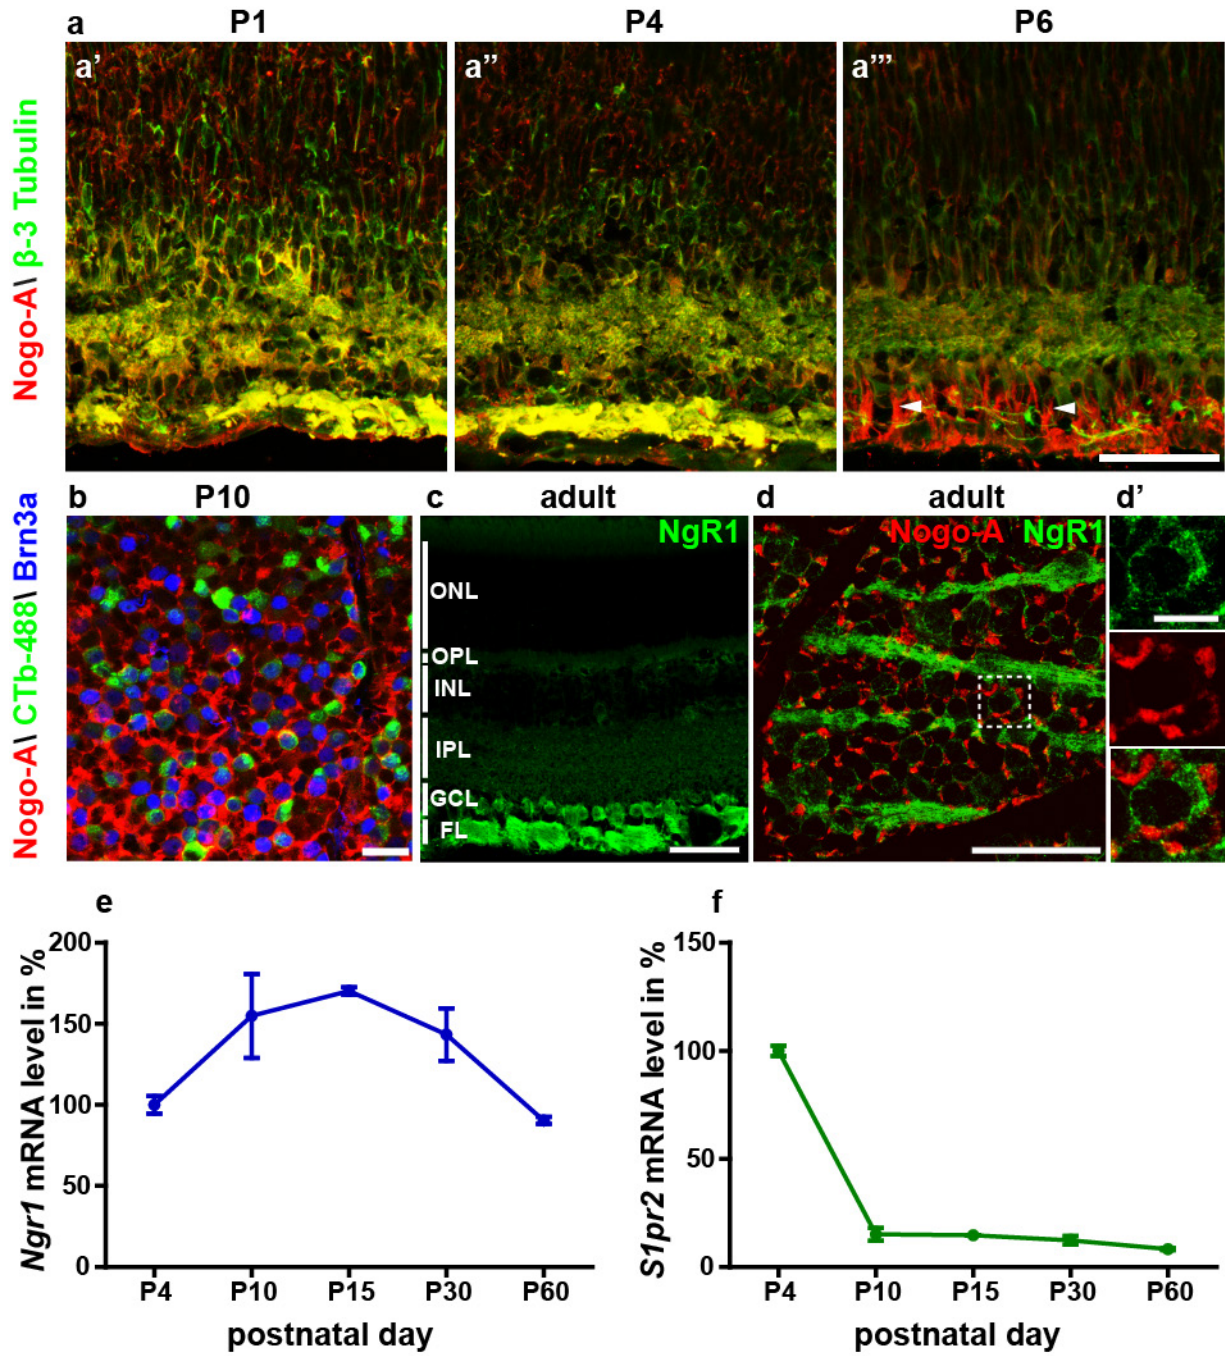 a P1 P4 P6
a’ a’’ a’’’
Nogo-A\ β-3 Tubulin
b P10 c adult d adult d’
NgR1 Nogo-A NgR1
Nogo-A\ CTb-488\ Brn3a
ONL
OPL
INL
IPL
GCL
FL
e
Ngr1 mRNA level in %
200
150
100
50
0
P4 P10 P15 P30 P60
postnatal day
f
S1pr2 mRNA level in %
150
100
50
0
P4 P10 P15 P30 P60
postnatal day